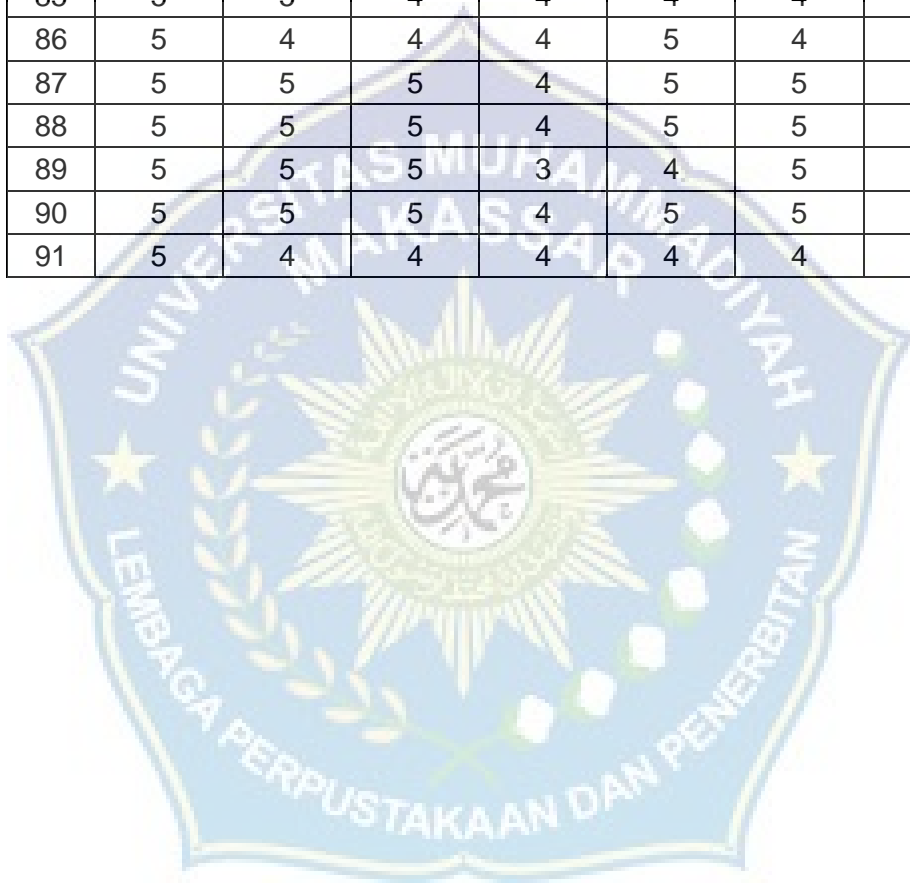 86 5 4 4 4 5 4
87 5 5 5 4 5 5
88 5 5 5 4 5 5
89 5 5 5 3 4 5
90 5 5 5 4 5 5
91 5 4 4 4 4 4
UNIVERSITAS MUHAMMADIYAH
MAKASSAR
LEMBAGA PERPUSTAKAAN DAN PENERBITAN